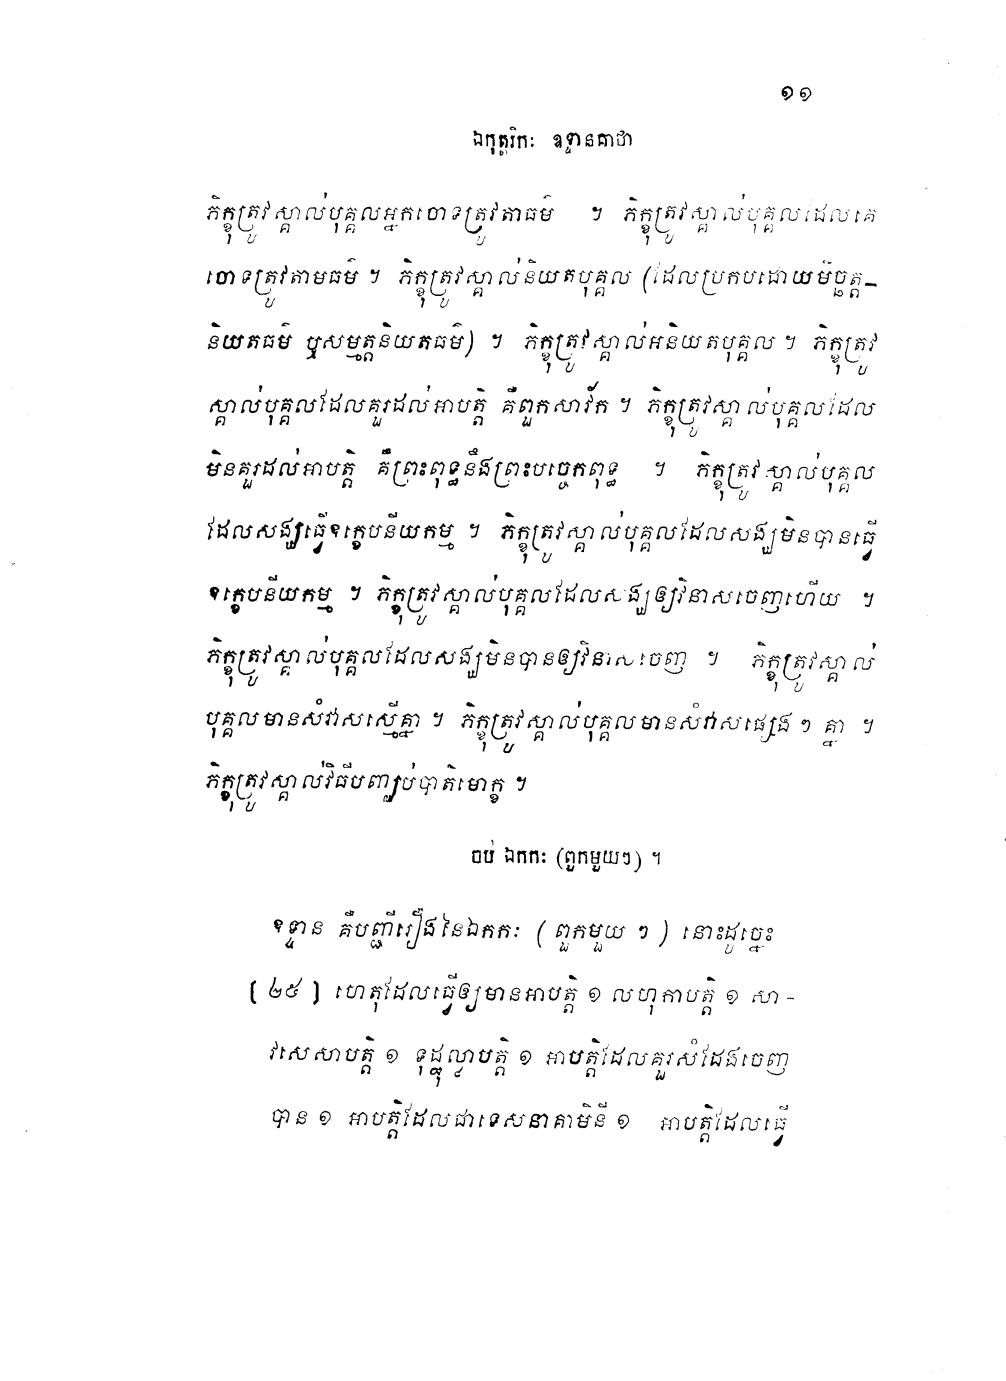 ១១
ឯកុត្តរិកៈ ឧទ្ទានគាថា
ភិក្ខុត្រូវស្គាល់បុគ្គលអ្នកចោទត្រូវតាធម៌ ។ ភិក្ខុត្រូវស្គាល់បុគ្គលដែលគេ
ចោទត្រូវតាមធម៌ ។ ភិក្ខុត្រូវស្គាល់និយតបុគ្គល (ដែលប្រកបដោយមិច្ឆត្ត-
និយតធម៌ ឬសម្មត្តនិយតធម៌) ។ ភិក្ខុត្រូវស្គាល់អនិយតបុគ្គល ។ ភិក្ខុត្រូវ
ស្គាល់បុគ្គលដែលគួរដល់អាបត្តិ គឺពួកសាវ័ក ។ ភិក្ខុត្រូវស្គាល់បុគ្គលដែល
មិនគួរដល់អាបត្តិ គឺព្រះពុទ្ធនឹងព្រះបច្ចេកពុទ្ធ ។ ភិក្ខុត្រូវស្គាល់បុគ្គល
ដែលសង្ឃធ្វើឧក្ខេបនីយកម្ម ។ ភិក្ខុត្រូវស្គាល់បុគ្គលដែលសង្ឃមិនបានធ្វើ
ឧក្ខេបនីយកម្ម ។ ភិក្ខុត្រូវស្គាល់បុគ្គលដែលសង្ឃឲ្យវិនាសចេញហើយ ។
ភិក្ខុត្រូវស្គាល់បុគ្គលដែលសង្ឃមិនបានឲ្យវិនាសចេញ ។ ភិក្ខុត្រូវស្គាល់
បុគ្គលមានសំវាសស្មើគ្នា ។ ភិក្ខុត្រូវស្គាល់បុគ្គលមានសំវាសផ្សេង ៗ គ្នា ។
ភិក្ខុត្រូវស្គាល់វិធីបញ្ឈប់បាតិមោក្ខ ។
ចប់ ឯកកៈ (ពួកមួយៗ) ។
ឧទ្ទាន គឺបញ្ជីរឿងនៃឯកកៈ ( ពួកមួយ ៗ ) នោះដូច្នេះ
[ ២៥ ] ហេតុដែលធ្វើឲ្យមានអាបត្តិ ១ លហុកាបត្តិ ១ សា-
វសេសាបត្តិ ១ ទុដ្ឋុល្លាបត្តិ ១ អាបត្តិដែលគួរសំដែងចេញ
បាន ១ អាបត្តិដែលជាទេសនាគាមិនី ១ អាបត្តិដែលធ្វើ